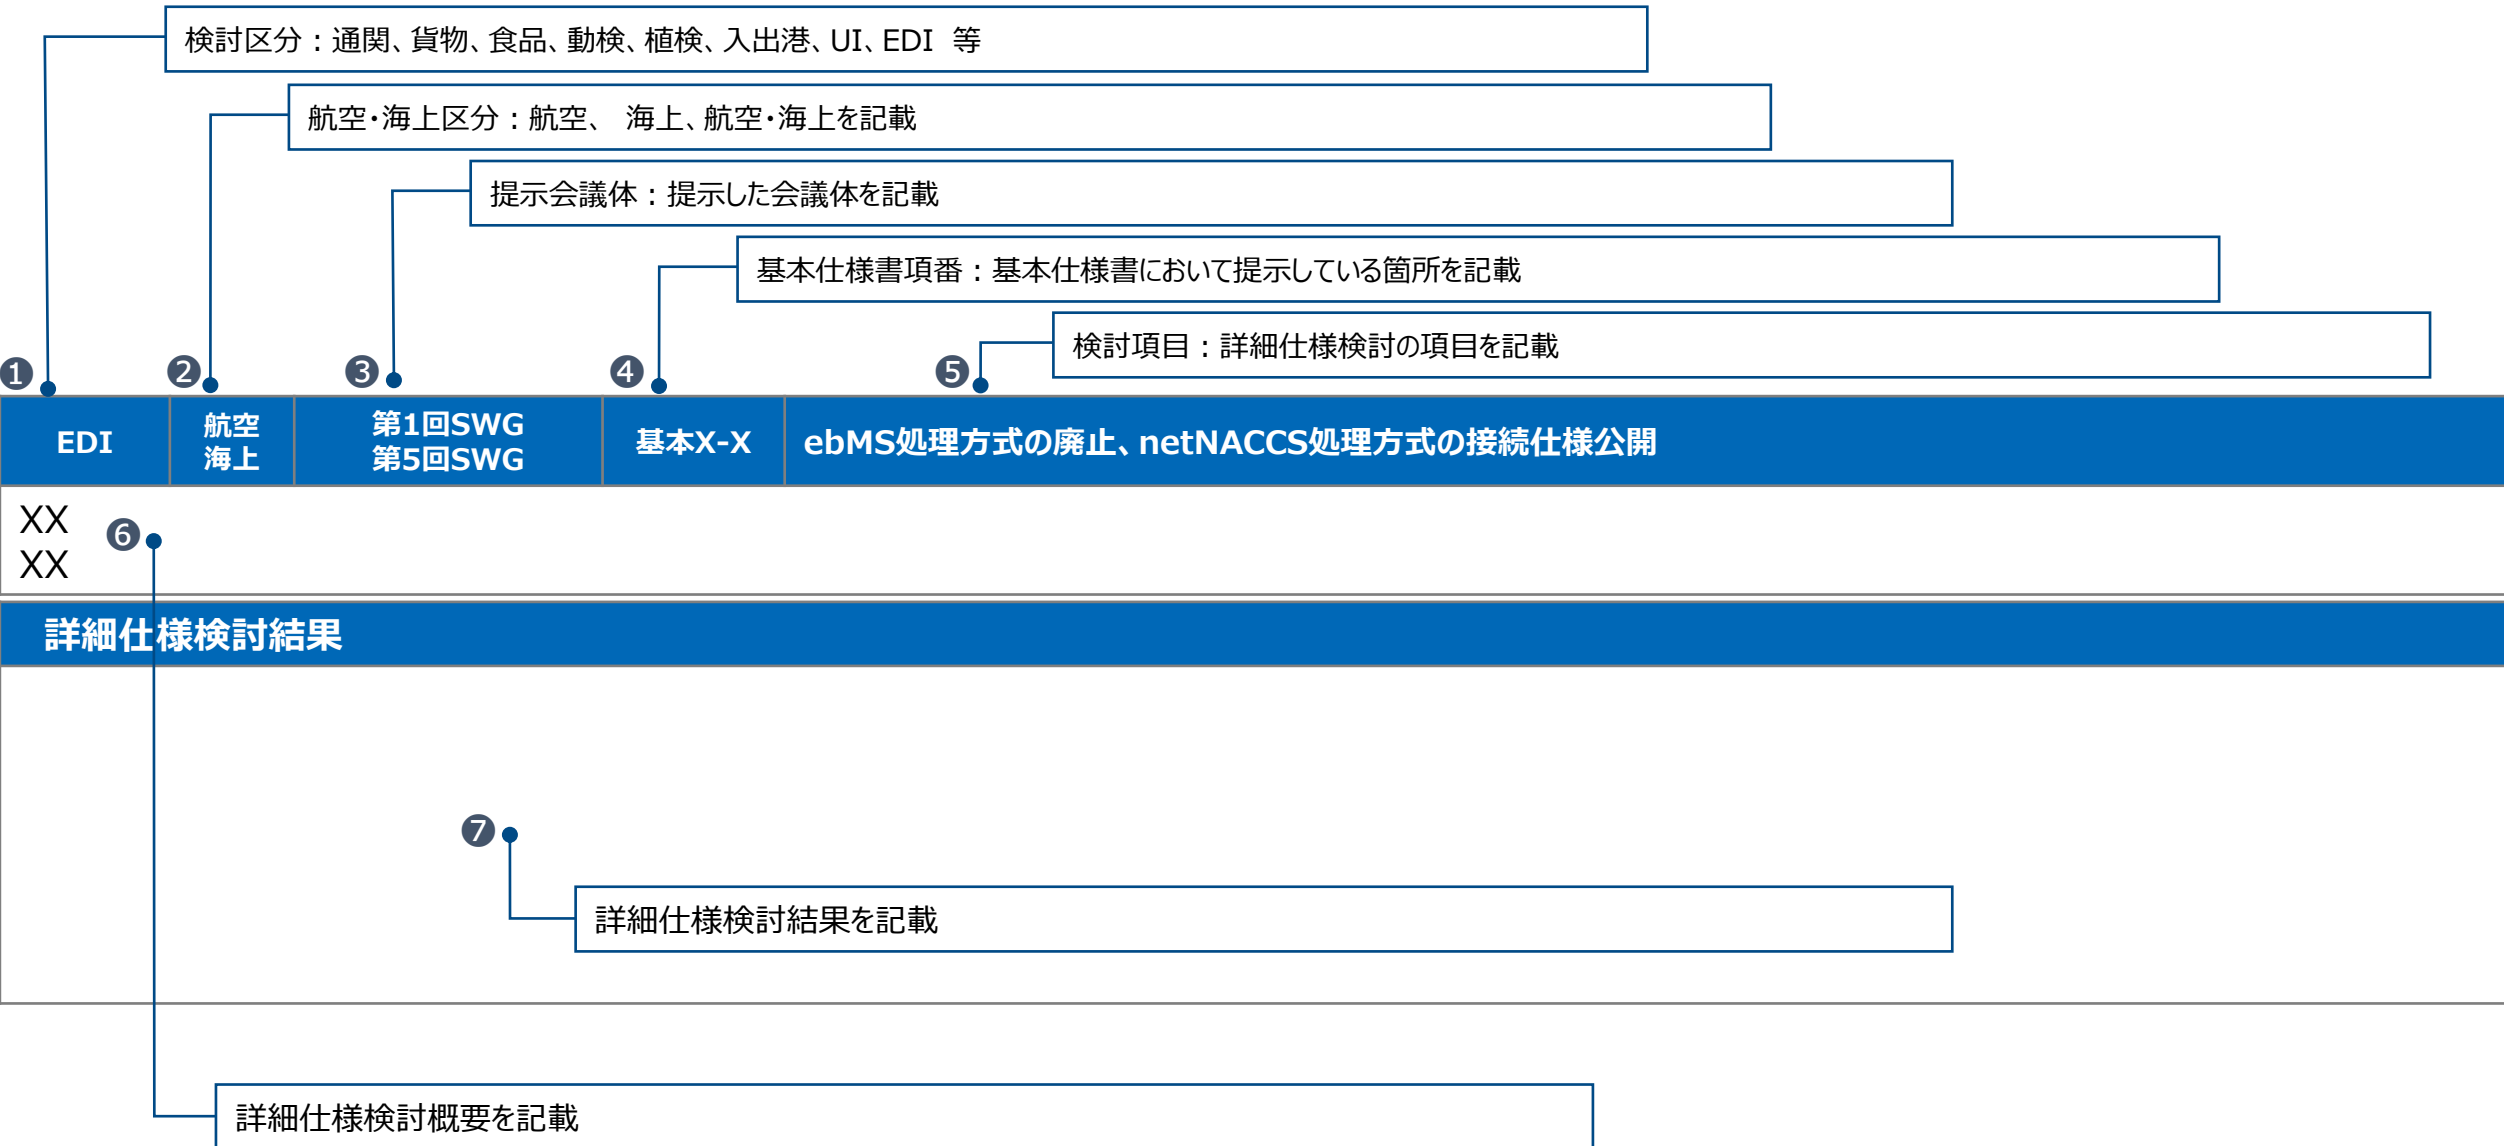 検討区分：通関、貨物、食品、動検、植検、入出港、UI、EDI 等
航空・海上区分：航空、 海上、航空・海上を記載
提示会議体：提示した会議体を記載
基本仕様書項番：基本仕様書において提示している箇所を記載
検討項目：詳細仕様検討の項目を記載
❶
❷
❸
❹
❺
EDI
航空
海上
第1回SWG
第5回SWG
基本X-X
ebMS処理方式の廃止、netNACCS処理方式の接続仕様公開
XX
XX
❻
詳細仕様検討結果
❼
詳細仕様検討結果を記載
詳細仕様検討概要を記載